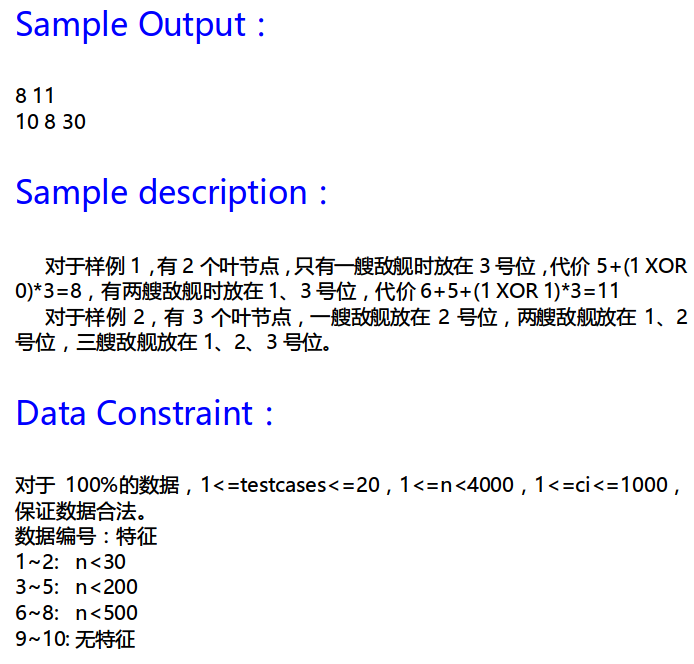 Sample Output :
8 11
10 8 30
Sample description :
对于样例 1 ,有 2 个叶节点 , 只有一艘敌舰时放在 3 号位 , 代价 5+(1 XOR
0)*3=8 , 有两艘敌舰时放在 1、3 号位 , 代价 6+5+(1 XOR 1)*3=11
对于样例 2 , 有 3 个叶节点 , 一艘敌舰放在 2 号位 , 两艘敌舰放在 1、2
号位 , 三艘敌舰放在 1、2、3 号位。
Data Constraint :
对于 100%的数据 , 1<=testcases<=20 , 1<=n<4000 , 1<=ci<=1000 ,
保证数据合法。
数据编号 : 特征
1~2: n<30
3~5: n<200
6~8: n<500
9~10: 无特征